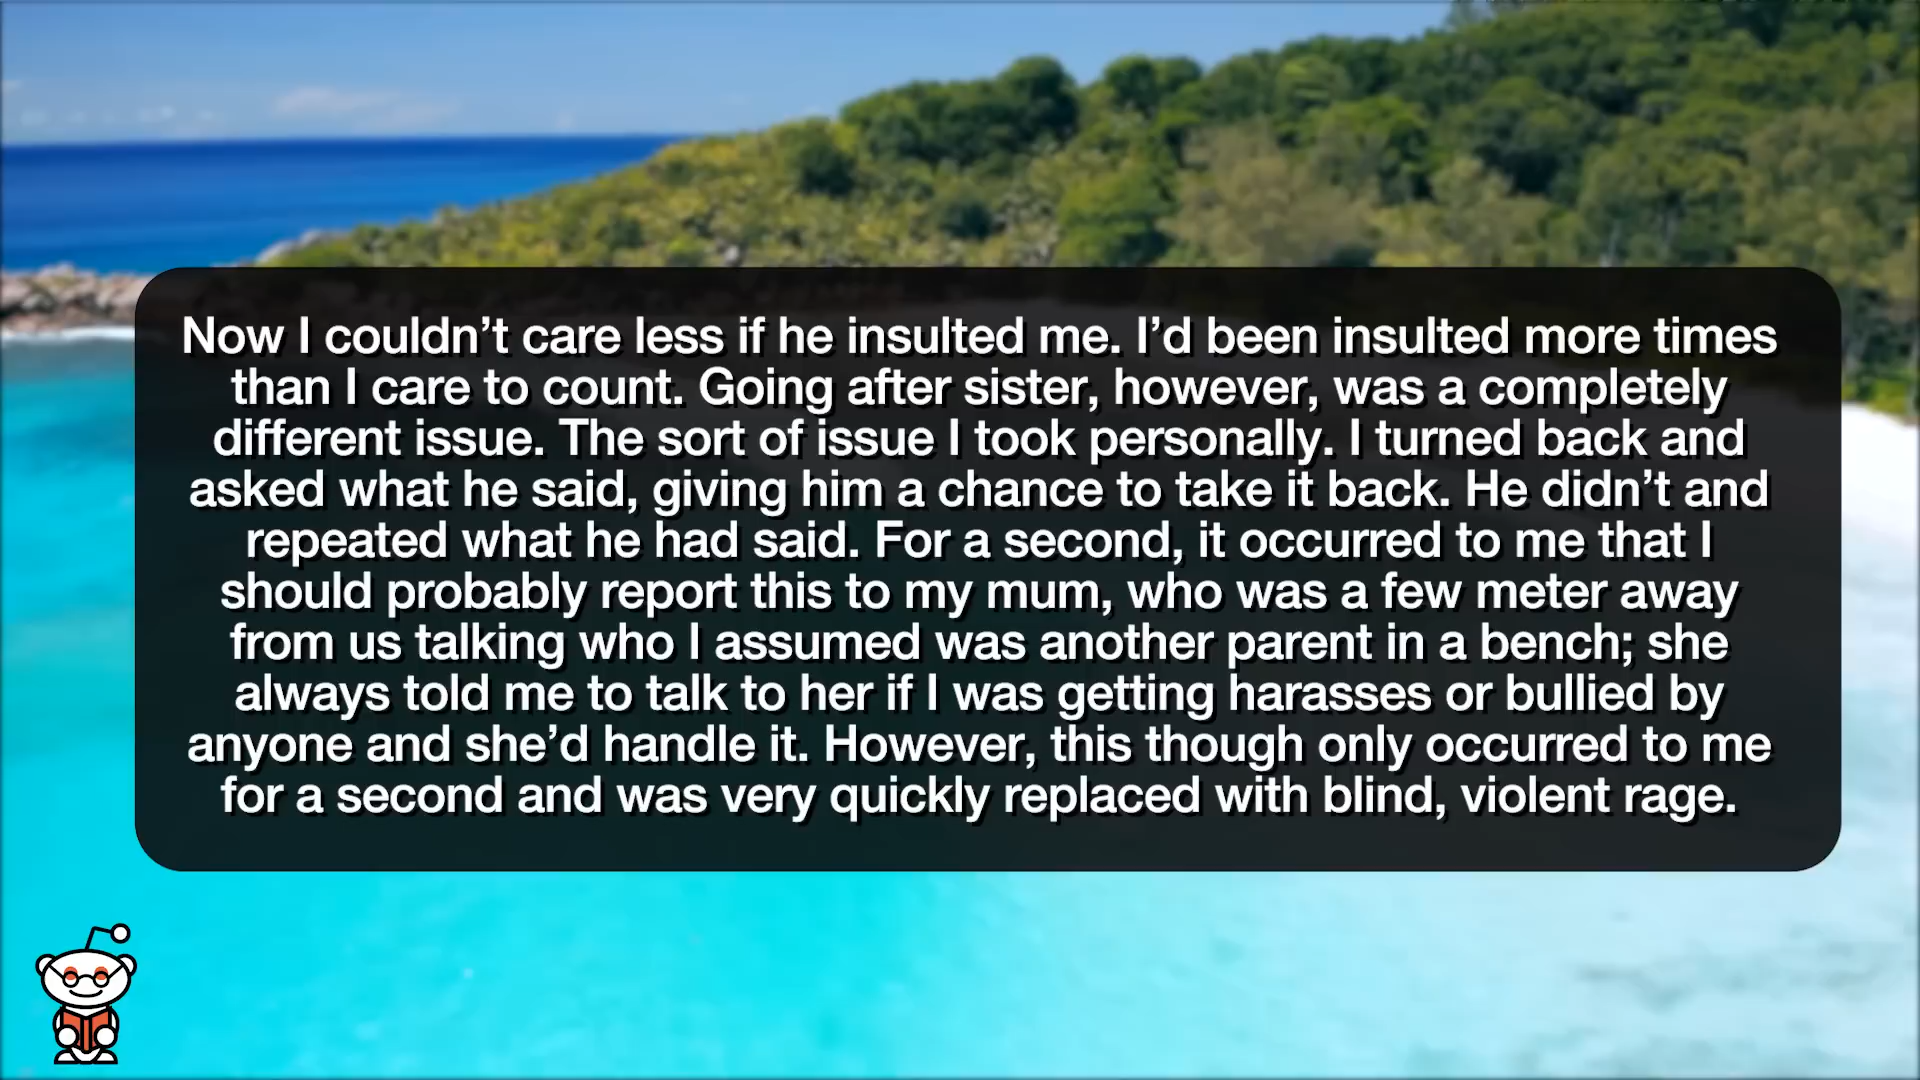 Now I couldn’t care less if he insulted me. I’d been insulted more times
than I care to count. Going after sister, however, was a completely
different issue. The sort of issue I took personally. I turned back and
asked what he said, giving him a chance to take it back. He didn’t and
repeated what he had said. For a second, it occurred to me that I
should probably report this to my mum, who was a few meter away
from us talking who I assumed was another parent in a bench; she
always told me to talk to her if I was getting harasses or bullied by
anyone and she’d handle it. However, this though only occurred to me
for a second and was very quickly replaced with blind, violent rage.